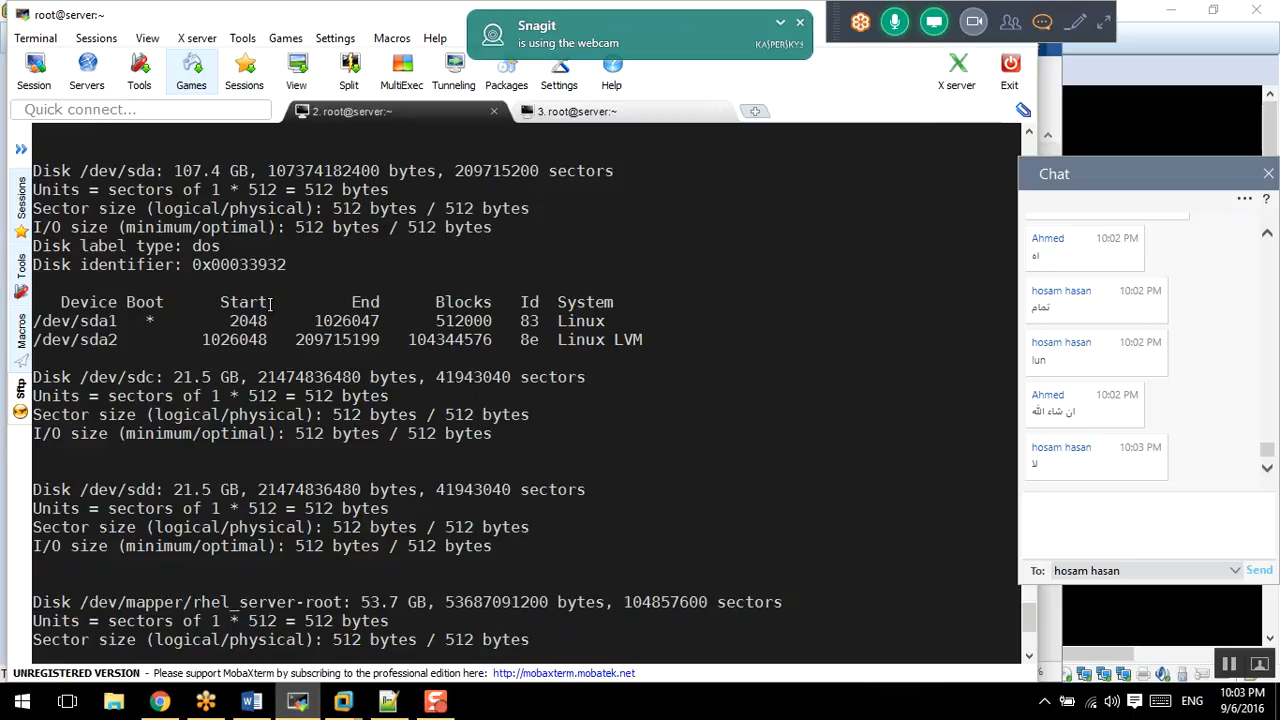 root@server:~
Snagit
is using the webcam
KASPERSKY
Terminal Sessions View X server Tools Games Settings Macros Help
Session Servers Tools Games Sessions View Split MultiExec Tunneling Packages Settings Help X server Exit
Quick connect...
2. root@server:~
3. root@server:~
Sessions
Tools
Macros
Sftp
Disk /dev/sda: 107.4 GB, 107374182400 bytes, 209715200 sectors
Units = sectors of 1 * 512 = 512 bytes
Sector size (logical/physical): 512 bytes / 512 bytes
I/O size (minimum/optimal): 512 bytes / 512 bytes
Disk label type: dos
Disk identifier: 0x00033932
Device Boot Start End Blocks Id System
/dev/sda1 * 2048 1026047 512000 83 Linux
/dev/sda2 1026048 209715199 104344576 8e Linux LVM
Disk /dev/sdc: 21.5 GB, 21474836480 bytes, 41943040 sectors
Units = sectors of 1 * 512 = 512 bytes
Sector size (logical/physical): 512 bytes / 512 bytes
I/O size (minimum/optimal): 512 bytes / 512 bytes
Disk /dev/sdd: 21.5 GB, 21474836480 bytes, 41943040 sectors
Units = sectors of 1 * 512 = 512 bytes
Sector size (logical/physical): 512 bytes / 512 bytes
I/O size (minimum/optimal): 512 bytes / 512 bytes
Disk /dev/mapper/rhel_server-root: 53.7 GB, 53687091200 bytes, 104857600 sectors
Units = sectors of 1 * 512 = 512 bytes
Sector size (logical/physical): 512 bytes / 512 bytes
Chat
Ahmed 10:02 PM
اه
hosam hasan 10:02 PM
تمام
hosam hasan 10:02 PM
lun
Ahmed 10:02 PM
ان شاء الله
hosam hasan 10:03 PM
لا
To: hosam hasan Send
UNREGISTERED VERSION - Please support MobaXterm by subscribing to the professional edition here: http://mobaxterm.mobatek.net
ENG
10:03 PM
9/6/2016